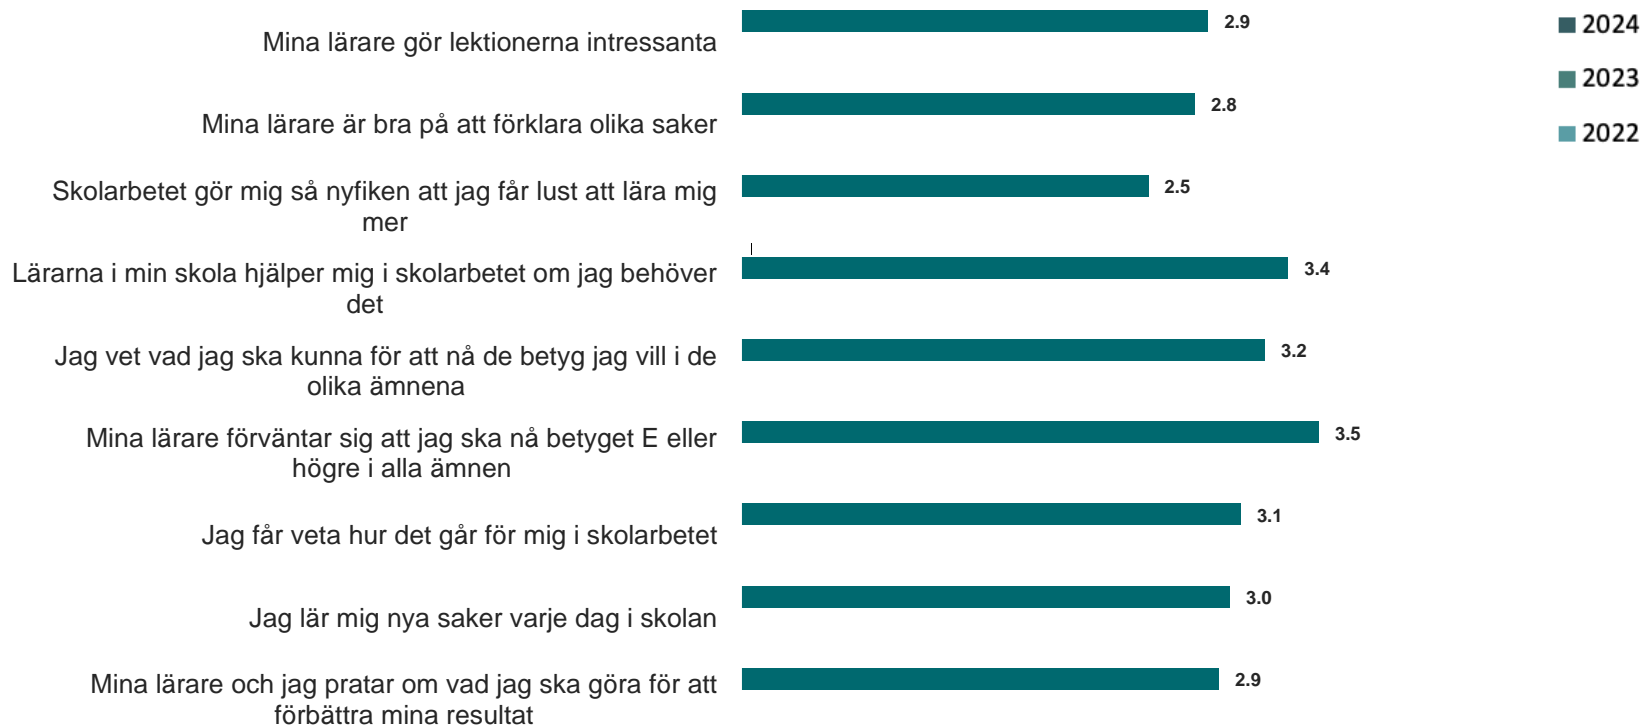 Mina lärare gör lektionerna intressanta
2.9
2024
2023
2022
Mina lärare är bra på att förklara olika saker
2.8
Skolarbetet gör mig så nyfiken att jag får lust att lära mig
mer
2.5
Lärarna i min skola hjälper mig i skolarbetet om jag behöver
det
3.4
Jag vet vad jag ska kunna för att nå de betyg jag vill i de
olika ämnena
3.2
Mina lärare förväntar sig att jag ska nå betyget E eller
högre i alla ämnen
3.5
Jag får veta hur det går för mig i skolarbetet
3.1
Jag lär mig nya saker varje dag i skolan
3.0
Mina lärare och jag pratar om vad jag ska göra för att
förbättra mina resultat
2.9